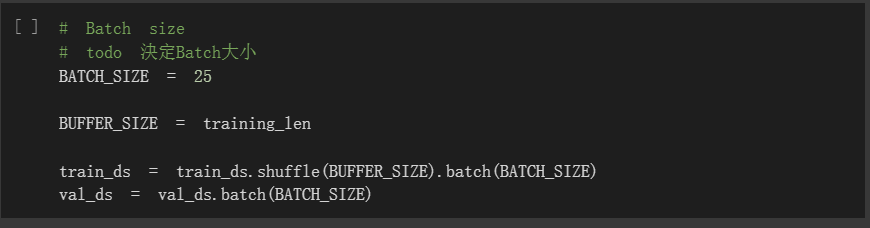 [ ] # Batch size
# todo 決定Batch大小
BATCH_SIZE = 25
BUFFER_SIZE = training_len
train_ds = train_ds.shuffle(BUFFER_SIZE).batch(BATCH_SIZE)
val_ds = val_ds.batch(BATCH_SIZE)